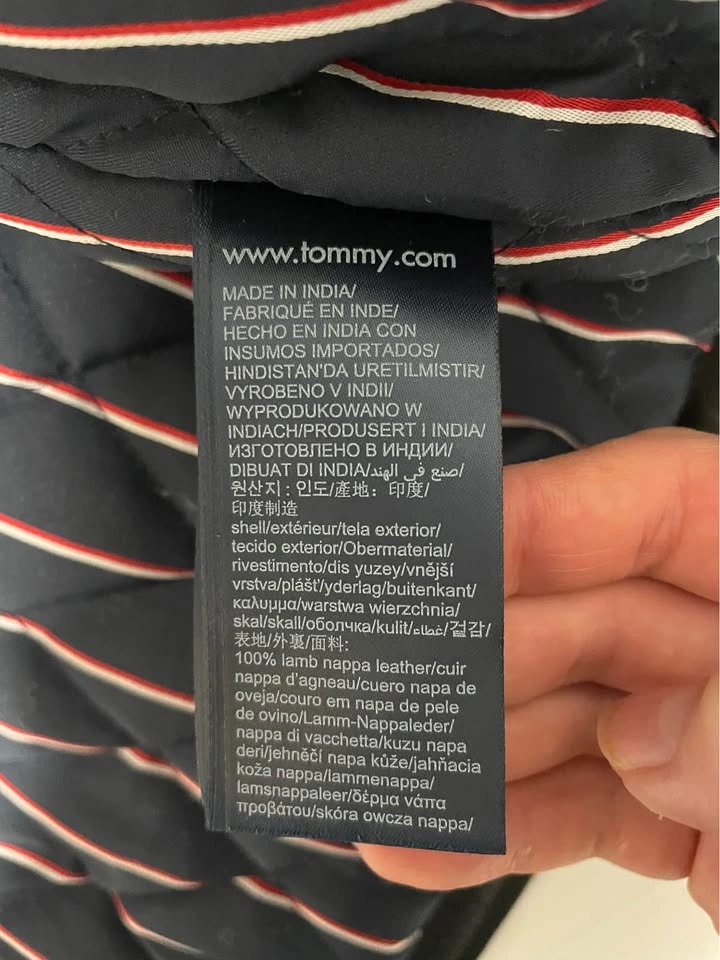 www.tommy.com
MADE IN INDIA/
FABRIQUÉ EN INDE/
HECHO EN INDIA CON
INSUMOS IMPORTADOS/
HINDISTAN'DA URETILMISTIR/
VYROBENO V INDII/
WYPRODUKOWANO W
INDIACH/PRODUSERT I INDIA/
ИЗГОТОВЛЕНО В ИНДИИ/
DIBUAT DI INDIA/صنع في الهند/
원산지 : 인도/產地： 印度/
印度制造
shell/extérieur/tela exterior/
tecido exterior/Obermaterial/
rivestimento/dis yuzey/vnější
vrstva/plášť/yderlag/buitenkant/
καλυμμα/warstwa wierzchnia/
skal/skall/оболчка/kulit/غطاء/겉감/
表地/外裏/面料:
100% lamb nappa leather/cuir
nappa d'agneau/cuero napa de
oveja/couro em napa de pele
de ovino/Lamm-Nappaleder/
nappa di vacchetta/kuzu napa
deri/jehněčí napa kůže/jahňacia
koža nappa/lammenappa/
lamsnappaleer/δέρμα νάπα
προβάτου/skóra owcza nappa/